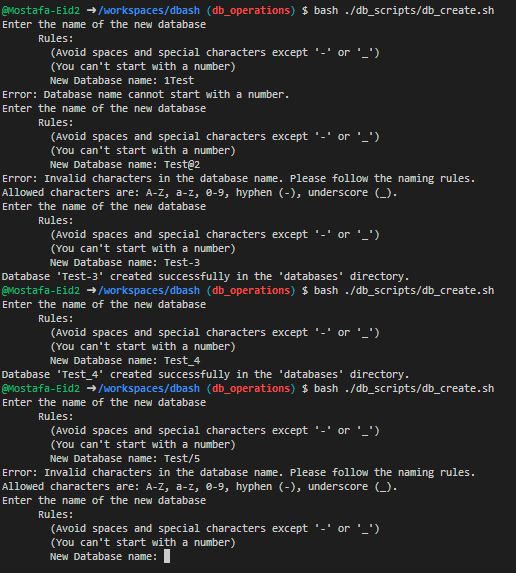 @Mostafa-Eid2 ➜ /workspaces/dbash (db_operations) $ bash ./db_scripts/db_create.sh
Enter the name of the new database
Rules:
(Avoid spaces and special characters except '-' or '_')
(You can't start with a number)
New Database name: 1Test
Error: Database name cannot start with a number.
Enter the name of the new database
Rules:
(Avoid spaces and special characters except '-' or '_')
(You can't start with a number)
New Database name: Test@2
Error: Invalid characters in the database name. Please follow the naming rules.
Allowed characters are: A-Z, a-z, 0-9, hyphen (-), underscore (_).
Enter the name of the new database
Rules:
(Avoid spaces and special characters except '-' or '_')
(You can't start with a number)
New Database name: Test-3
Database 'Test-3' created successfully in the 'databases' directory.
@Mostafa-Eid2 ➜ /workspaces/dbash (db_operations) $ bash ./db_scripts/db_create.sh
Enter the name of the new database
Rules:
(Avoid spaces and special characters except '-' or '_')
(You can't start with a number)
New Database name: Test_4
Database 'Test_4' created successfully in the 'databases' directory.
@Mostafa-Eid2 ➜ /workspaces/dbash (db_operations) $ bash ./db_scripts/db_create.sh
Enter the name of the new database
Rules:
(Avoid spaces and special characters except '-' or '_')
(You can't start with a number)
New Database name: Test/5
Error: Invalid characters in the database name. Please follow the naming rules.
Allowed characters are: A-Z, a-z, 0-9, hyphen (-), underscore (_).
Enter the name of the new database
Rules:
(Avoid spaces and special characters except '-' or '_')
(You can't start with a number)
New Database name: